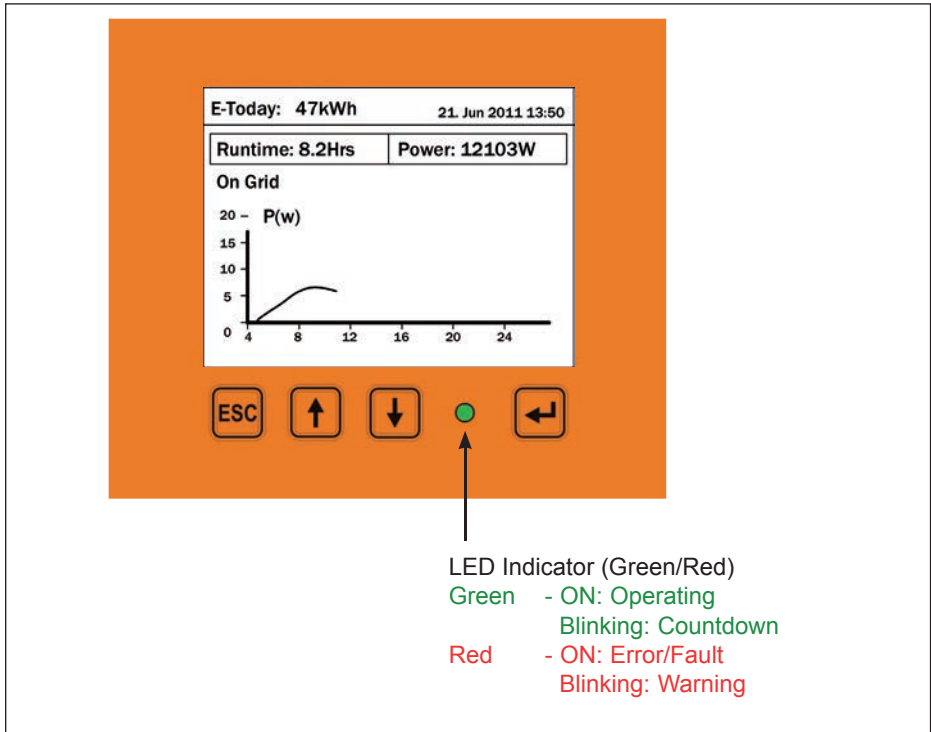 E-Today: 47kWh 21. Jun 2011 13:50
Runtime: 8.2Hrs Power: 12103W
On Grid
20 – P(w)
15
10
5
0
4 8 12 16 20 24
ESC
LED Indicator (Green/Red)
Green - ON: Operating
Blinking: Countdown
Red - ON: Error/Fault
Blinking: Warning